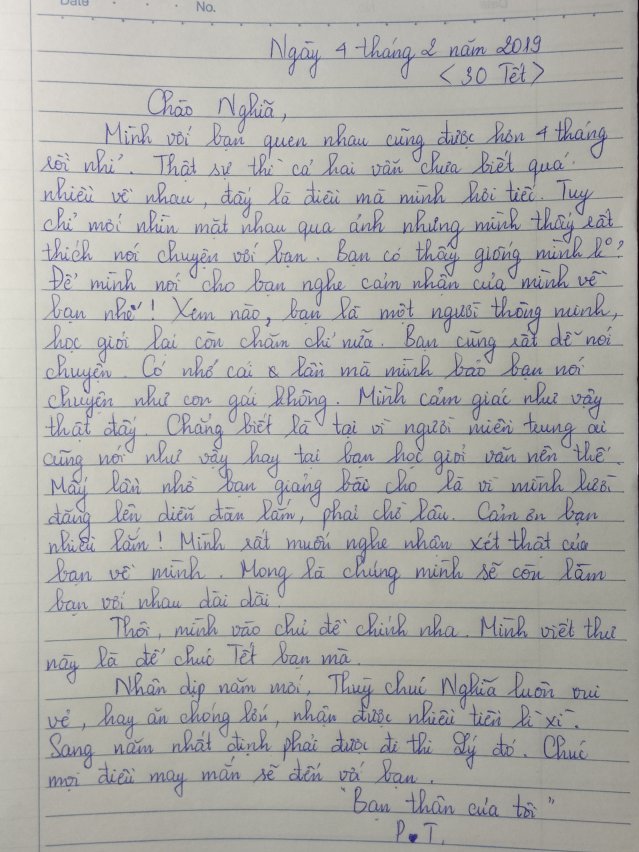 Date
No.
Ngày 4 tháng 2 năm 2019
<30 Tết>
Chào Nghĩa,
Mình với bạn quen nhau cũng được hơn 4 tháng
rồi nhỉ. Thật sự thì cả hai vẫn chưa biết quá
nhiều về nhau, đấy là điều mà mình hối tiếc. Tuy
chỉ mới nhìn mặt nhau qua ảnh nhưng mình thấy rất
thích nói chuyện với bạn. Bạn có thấy giống mình k°?
Để mình nói cho bạn nghe cảm nhận của mình về
bạn nhé! Xem nào, bạn là một người thông minh,
học giỏi lại còn chăm chỉ nữa. Bạn cũng rất dễ nói
chuyện. Có nhớ cái lần mà mình bảo bạn nói
chuyện như con gái không. Mình cảm giác như vậy
thật đấy. Chẳng biết là tại vì người miền trung ai
cũng nói như vậy hay tại bạn học giỏi văn nên thế.
Mấy lần nhờ bạn giảng bài cho là vì mình lười
đăng lên diễn đàn lắm, phải chờ lâu. Cảm ơn bạn
nhiều lắm! Mình rất muốn nghe nhận xét thật của
bạn về mình. Mong là chúng mình sẽ còn làm
bạn với nhau dài dài.
Thôi, mình vào chủ đề chính nha. Mình viết thư
này là để chúc Tết bạn mà.
Nhân dịp năm mới, Thuỳ chúc Nghĩa luôn vui
vẻ, hay ăn chóng lớn, nhận được nhiều tiền lì xì.
Sang năm nhất định phải được đi thi Lý đó. Chúc
mọi điều may mắn sẽ đến với bạn.
"Bạn thân của tôi"
P.T.